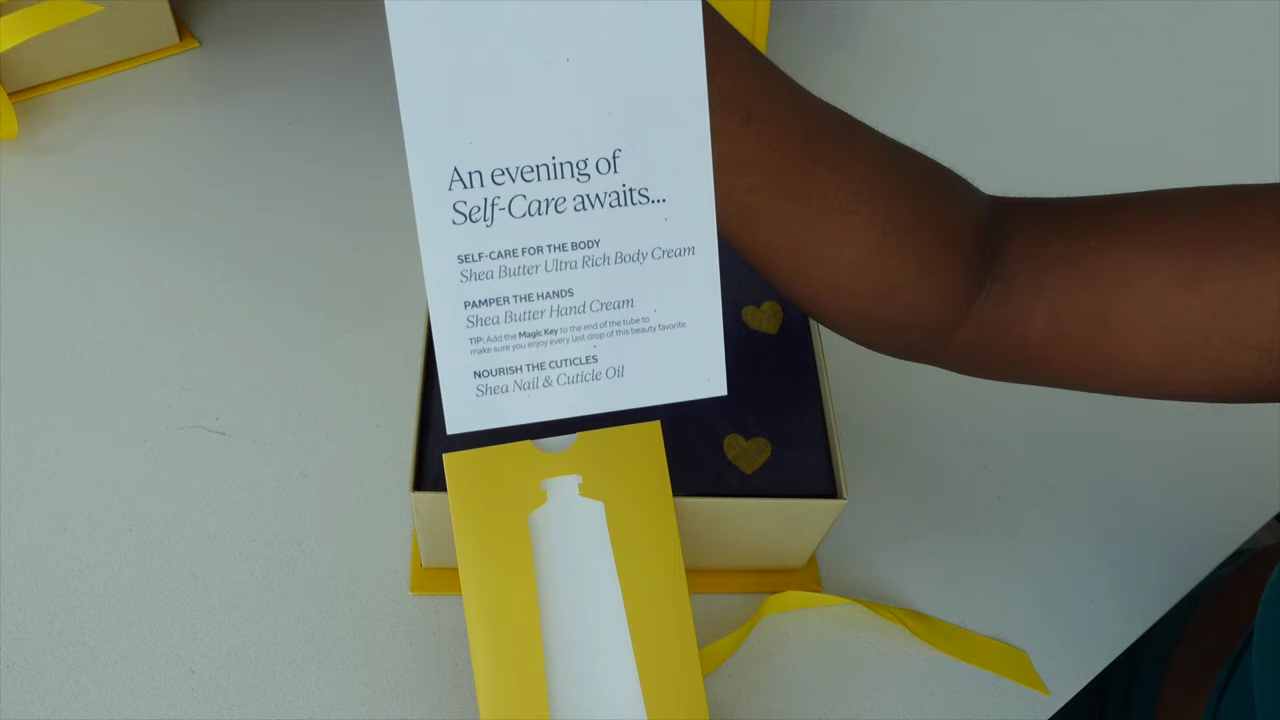 An evening of
Self-Care awaits...
SELF-CARE FOR THE BODY
Shea Butter Ultra Rich Body Cream
PAMPER THE HANDS
Shea Butter Hand Cream
TIP: Add the Magic Key to the end of the tube to
make sure you enjoy every last drop of this beauty favorite.
NOURISH THE CUTICLES
Shea Nail & Cuticle Oil